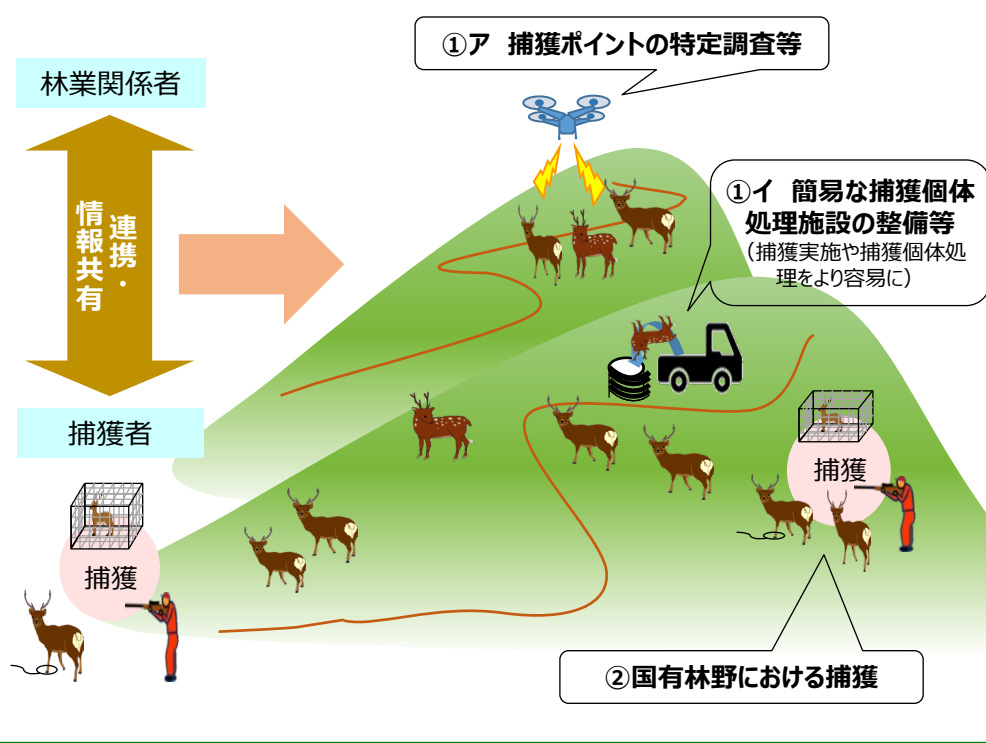 ①ア 捕獲ポイントの特定調査等
林業関係者
連携・
情報共有
①イ 簡易な捕獲個体
処理施設の整備等
（捕獲実施や捕獲個体処
理をより容易に）
捕獲者
捕獲
捕獲
②国有林野における捕獲